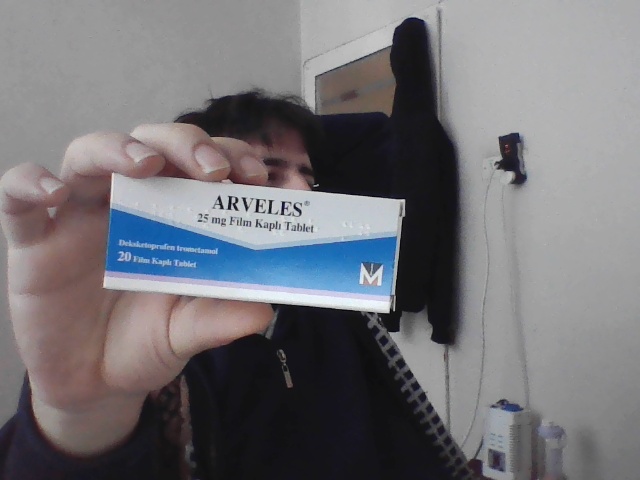 ARVELES®
25 mg Film Kaplı Tablet
Deksketoprofen trometamol
20 Film Kaplı Tablet
M